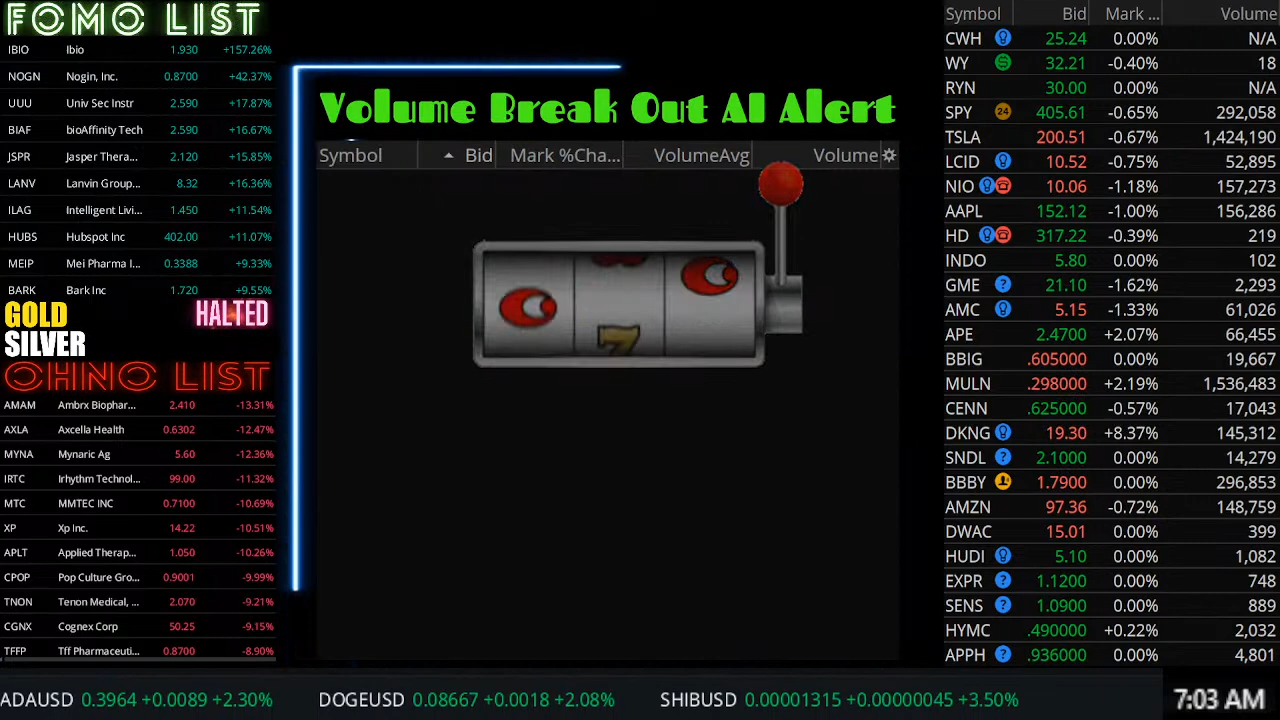 FOMO LIST
IBIO Ibio 1.930 +157.26%
NOGN Nogin, Inc. 0.8700 +42.37%
UUU Univ Sec Instr 2.590 +17.87%
BIAF bioAffinity Tech 2.590 +16.67%
JSPR Jasper Thera... 2.120 +15.85%
LANV Lanvin Group... 8.32 +16.36%
ILAG Intelligent Livi... 1.450 +11.54%
HUBS Hubspot Inc 402.00 +11.07%
MEIP Mei Pharma I... 0.3388 +9.33%
BARK Bark Inc 1.720 +9.55%
GOLD HALTED
SILVER
OHNO LIST
AMAM Ambrx Biophar... 2.410 -13.31%
AXLA Axcella Health 0.6302 -12.47%
MYNA Mynaric Ag 5.60 -12.36%
IRTC Irhythm Technol... 99.00 -11.32%
MTC MMTEC INC 0.7100 -10.69%
XP Xp Inc. 14.22 -10.51%
APLT Applied Therap... 1.050 -10.26%
CPOP Pop Culture Gro... 0.9001 -9.99%
TNON Tenon Medical, ... 2.070 -9.21%
CGNX Cognex Corp 50.25 -9.15%
TFFP Tff Pharmaceuti... 0.8700 -8.90%
Volume Break Out AI Alert
Symbol Bid Mark %Cha... VolumeAvg Volume
7
Symbol Bid Mark ... Volume
CWH 25.24 0.00% N/A
WY 32.21 -0.40% 18
RYN 30.00 0.00% N/A
SPY 24 405.61 -0.65% 292,058
TSLA 200.51 -0.67% 1,424,190
LCID 10.52 -0.75% 52,895
NIO 10.06 -1.18% 157,273
AAPL 152.12 -1.00% 156,286
HD 317.22 -0.39% 219
INDO 5.80 0.00% 102
GME ? 21.10 -1.62% 2,293
AMC 5.15 -1.33% 61,026
APE 2.4700 +2.07% 66,455
BBIG .605000 0.00% 19,667
MULN .298000 +2.19% 1,536,483
CENN .625000 -0.57% 17,043
DKNG 19.30 +8.37% 145,312
SNDL ? 2.1000 0.00% 14,279
BBBY 1.7900 0.00% 296,853
AMZN 97.36 -0.72% 148,759
DWAC 15.01 0.00% 399
HUDI 5.10 0.00% 1,082
EXPR ? 1.1200 0.00% 748
SENS ? 1.0900 0.00% 889
HYMC .490000 +0.22% 2,032
APPH ? .936000 0.00% 4,801
ADAUSD 0.3964 +0.0089 +2.30% DOGEUSD 0.08667 +0.0018 +2.08% SHIBUSD 0.00001315 +0.00000045 +3.50% 7:03 AM